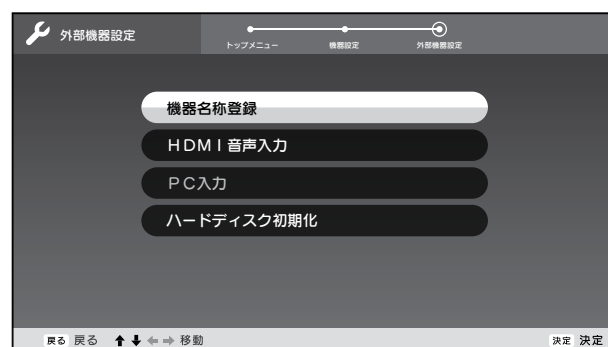 外部機器設定
トップメニュー 機器設定 外部機器設定
機器名称登録
ＨＤＭＩ音声入力
ＰＣ入力
ハードディスク初期化
戻る 戻る 移動 決定 決定